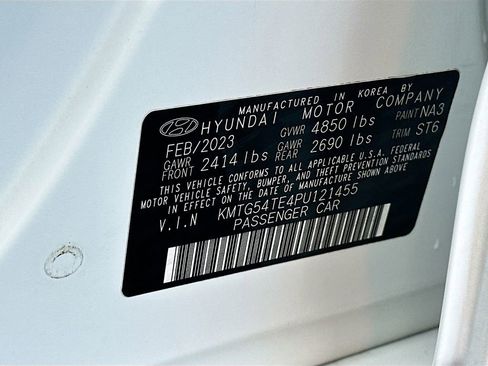 MANUFACTURED IN KOREA BY
HYUNDAI MOTOR COMPANY
FEB/2023 GVWR 4850 lbs PAINT NA3
GAWR FRONT 2414 lbs GAWR REAR 2690 lbs TRIM ST6
THIS VEHICLE CONFORMS TO ALL APPLICABLE U.S.A. FEDERAL
MOTOR VEHICLE SAFETY, BUMPER, AND THEFT PREVENTION
STANDARDS IN EFFECT ON THE DATE OF MANUFACTURE SHOWN ABOVE.
V.I.N KMTG54TE4PU121455
PASSENGER CAR